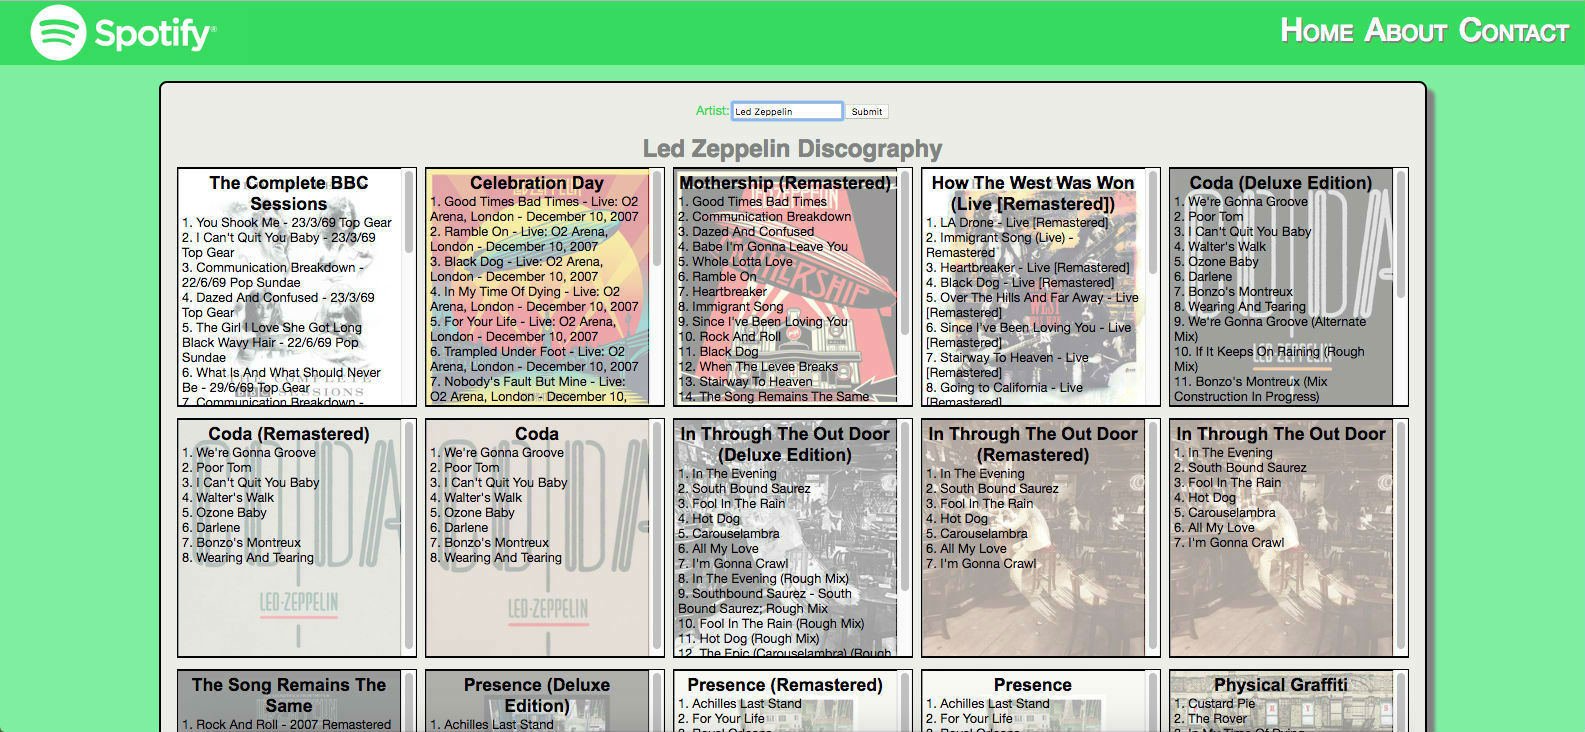 Spotify®
Home About Contact
Artist: Led Zeppelin Submit
Led Zeppelin Discography
The Complete BBC
Sessions
1. You Shook Me - 23/3/69 Top Gear
2. I Can't Quit You Baby - 23/3/69
Top Gear
3. Communication Breakdown -
22/6/69 Pop Sundae
4. Dazed And Confused - 23/3/69
Top Gear
5. The Girl I Love She Got Long
Black Wavy Hair - 22/6/69 Pop
Sundae
6. What Is And What Should Never
Be - 29/6/69 Top Gear
7. Communication Breakdown -
Celebration Day
1. Good Times Bad Times - Live: O2
Arena, London - December 10, 2007
2. Ramble On - Live: O2 Arena,
London - December 10, 2007
3. Black Dog - Live: O2 Arena,
London - December 10, 2007
4. In My Time Of Dying - Live: O2
Arena, London - December 10, 2007
5. For Your Life - Live: O2 Arena,
London - December 10, 2007
6. Trampled Under Foot - Live: O2
Arena, London - December 10, 2007
7. Nobody's Fault But Mine - Live:
O2 Arena, London - December 10,
Mothership (Remastered)
1. Good Times Bad Times
2. Communication Breakdown
3. Dazed And Confused
4. Babe I'm Gonna Leave You
5. Whole Lotta Love
6. Ramble On
7. Heartbreaker
8. Immigrant Song
9. Since I've Been Loving You
10. Rock And Roll
11. Black Dog
12. When The Levee Breaks
13. Stairway To Heaven
14. The Song Remains The Same
How The West Was Won
(Live [Remastered])
1. LA Drone - Live [Remastered]
2. Immigrant Song (Live) -
Remastered
3. Heartbreaker - Live [Remastered]
4. Black Dog - Live [Remastered]
5. Over The Hills And Far Away - Live
[Remastered]
6. Since I've Been Loving You - Live
[Remastered]
7. Stairway To Heaven - Live
[Remastered]
8. Going to California - Live
[Remastered]
Coda (Deluxe Edition)
1. We're Gonna Groove
2. Poor Tom
3. I Can't Quit You Baby
4. Walter's Walk
5. Ozone Baby
6. Darlene
7. Bonzo's Montreux
8. Wearing And Tearing
9. We're Gonna Groove (Alternate
Mix)
10. If It Keeps On Raining (Rough
Mix)
11. Bonzo's Montreux (Mix
Construction In Progress)
Coda (Remastered)
1. We're Gonna Groove
2. Poor Tom
3. I Can't Quit You Baby
4. Walter's Walk
5. Ozone Baby
6. Darlene
7. Bonzo's Montreux
8. Wearing And Tearing
LED·ZEPPELIN
Coda
1. We're Gonna Groove
2. Poor Tom
3. I Can't Quit You Baby
4. Walter's Walk
5. Ozone Baby
6. Darlene
7. Bonzo's Montreux
8. Wearing And Tearing
LED·ZEPPELIN
In Through The Out Door
(Deluxe Edition)
1. In The Evening
2. South Bound Saurez
3. Fool In The Rain
4. Hot Dog
5. Carouselambra
6. All My Love
7. I'm Gonna Crawl
8. In The Evening (Rough Mix)
9. Southbound Saurez - South
Bound Saurez; Rough Mix
10. Fool In The Rain (Rough Mix)
11. Hot Dog (Rough Mix)
12. The Epic (Carouselambra) (Rough
In Through The Out Door
(Remastered)
1. In The Evening
2. South Bound Saurez
3. Fool In The Rain
4. Hot Dog
5. Carouselambra
6. All My Love
7. I'm Gonna Crawl
In Through The Out Door
1. In The Evening
2. South Bound Saurez
3. Fool In The Rain
4. Hot Dog
5. Carouselambra
6. All My Love
7. I'm Gonna Crawl
The Song Remains The
Same
1. Rock And Roll - 2007 Remastered
Presence (Deluxe
Edition)
1. Achilles Last Stand
Presence (Remastered)
1. Achilles Last Stand
2. For Your Life
3. Royal Orleans
Presence
1. Achilles Last Stand
2. For Your Life
3. Royal Orleans
Physical Graffiti
1. Custard Pie
2. The Rover
3. In My Time Of Dying